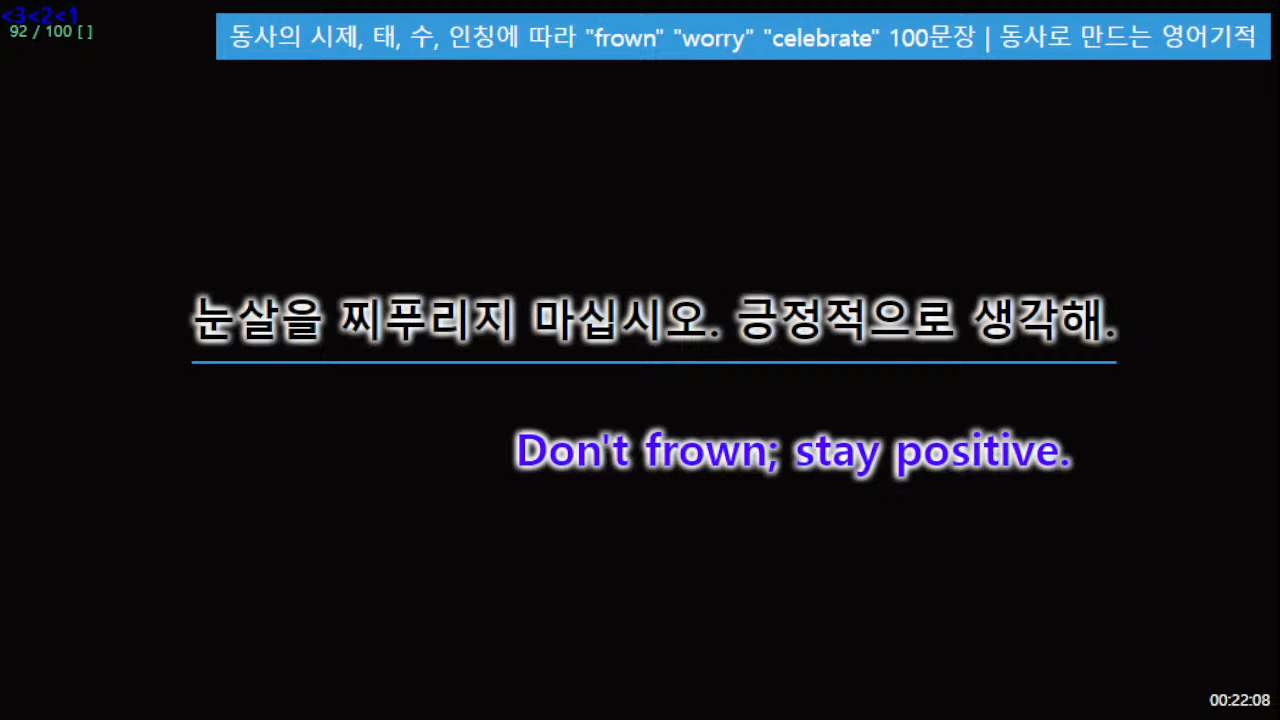 <3<2<1
92 / 100 [ ]
동사의 시제, 태, 수, 인칭에 따라 "frown" "worry" "celebrate" 100문장 | 동사로 만드는 영어기적
눈살을 찌푸리지 마십시오. 긍정적으로 생각해.
Don't frown; stay positive.
00:22:08